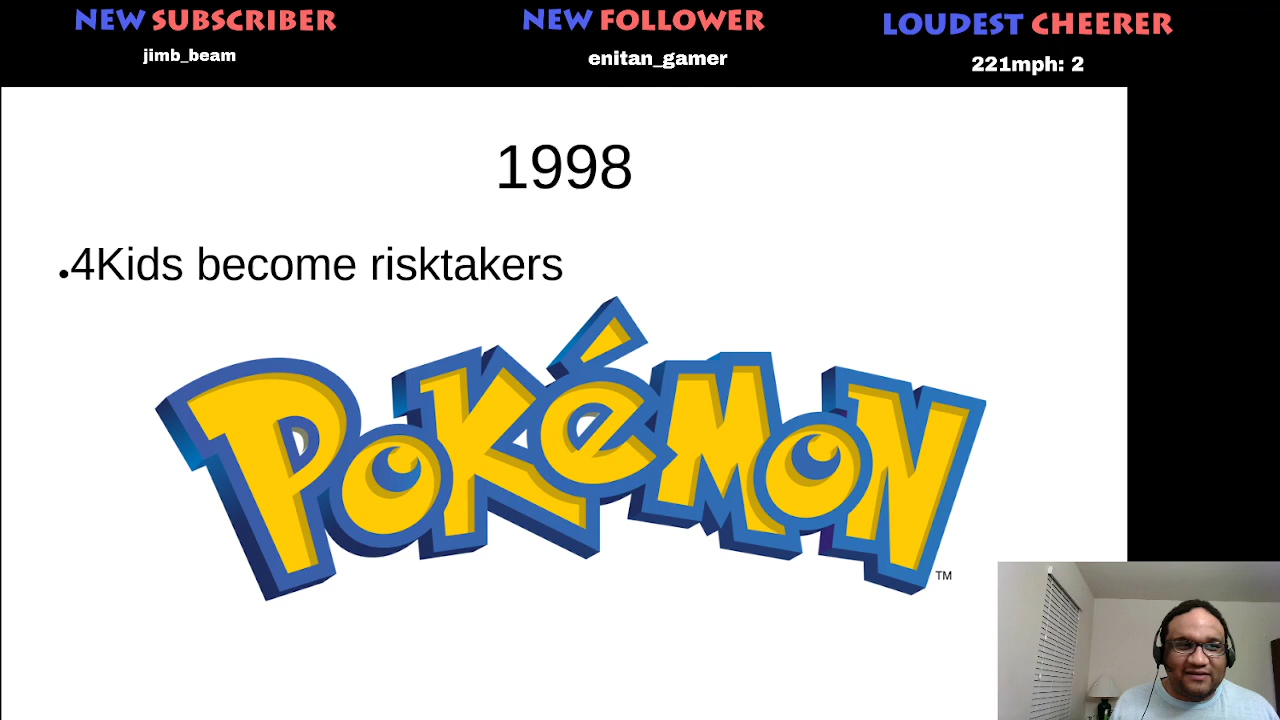 NEW SUBSCRIBER
jimb_beam
NEW FOLLOWER
enitan_gamer
LOUDEST CHEERER
221mph: 2
1998
•4Kids become risktakers
POKéMON
TM